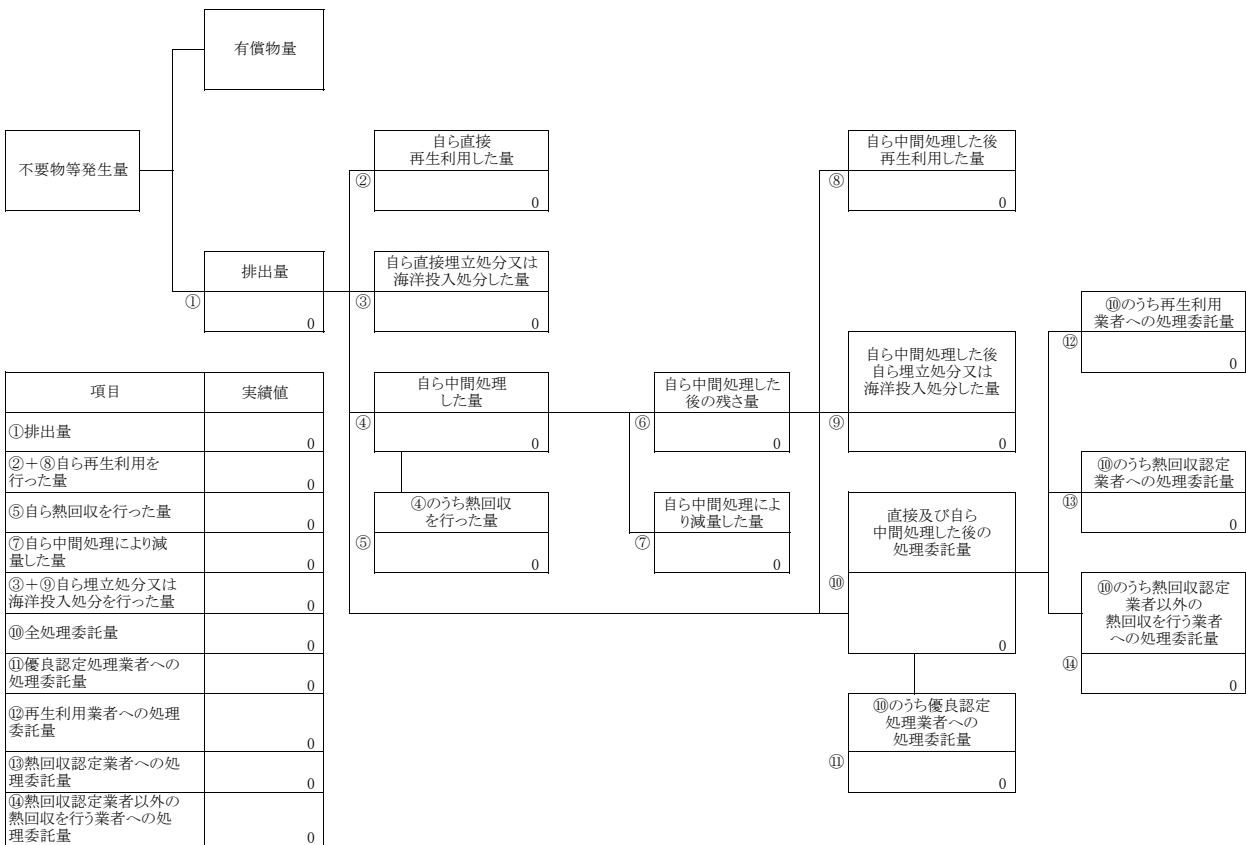 有償物量
不要物等発生量
自ら直接
再生利用した量
②
0
自ら中間処理した後
再生利用した量
⑧
0
排出量
①
0
自ら直接埋立処分又は
海洋投入処分した量
③
0
⑩のうち再生利用
業者への処理委託量
⑫
0
自ら中間処理
した量
④
0
自ら中間処理した
後の残さ量
⑥
0
自ら中間処理した後
自ら埋立処分又は
海洋投入処分した量
⑨
0
⑩のうち熱回収認定
業者への処理委託量
⑬
0
④のうち熱回収
を行った量
⑤
0
自ら中間処理によ
り減量した量
⑦
0
直接及び自ら
中間処理した後の
処理委託量
⑩
0
⑩のうち熱回収認定
業者以外の
熱回収を行う業者
への処理委託量
⑭
0
⑩のうち優良認定
処理業者への
処理委託量
⑪
0
項目 実績値
①排出量
0
②+⑧自ら再生利用を
行った量
0
⑤自ら熱回収を行った量
0
⑦自ら中間処理により減
量した量
0
③+⑨自ら埋立処分又は
海洋投入処分を行った量
0
⑩全処理委託量
0
⑪優良認定処理業者への
処理委託量
0
⑫再生利用業者への処理
委託量
0
⑬熱回収認定業者への処
理委託量
0
⑭熱回収認定業者以外の
熱回収を行う業者への処
理委託量
0